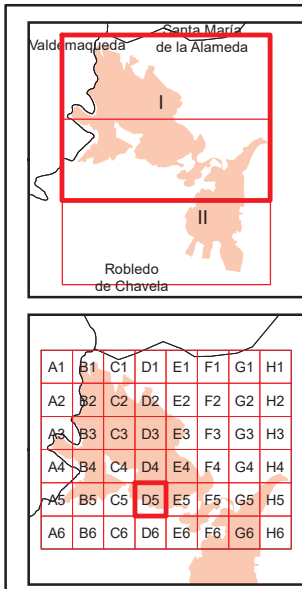 Santa María
Valdemaqueda
de la Alameda
I
II
Robledo
de Chavela
A1 B1 C1 D1 E1 F1 G1 H1
A2 B2 C2 D2 E2 F2 G2 H2
A3 B3 C3 D3 E3 F3 G3 H3
A4 B4 C4 D4 E4 F4 G4 H4
A5 B5 C5 D5 E5 F5 G5 H5
A6 B6 C6 D6 E6 F6 G6 H6